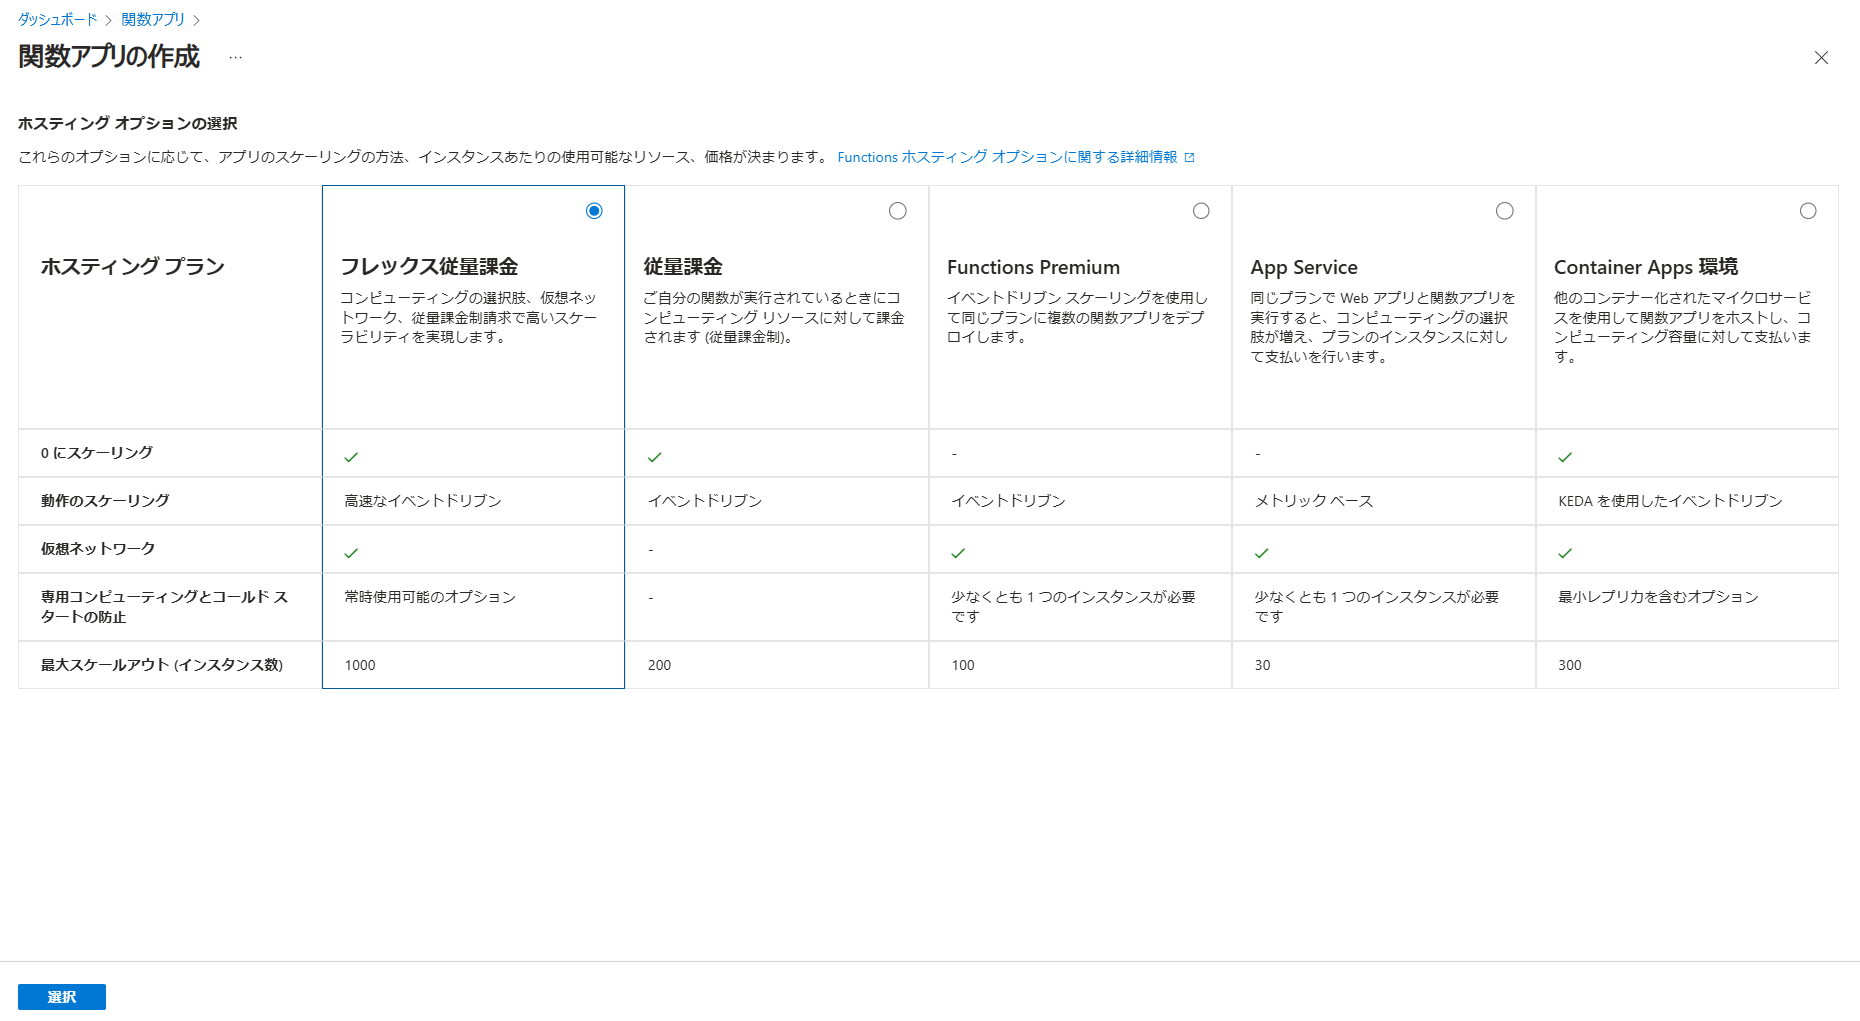 ダッシュボード > 関数アプリ >
関数アプリの作成 …
ホスティング オプションの選択
これらのオプションに応じて、アプリのスケーリングの方法、インスタンスあたりの使用可能なリソース、価格が決まります。 Functions ホスティング オプションに関する詳細情報
ホスティング プラン
フレックス従量課金
コンピューティングの選択肢、仮想ネッ
トワーク、従量課金制請求で高いスケー
ラビリティを実現します。
従量課金
ご自分の関数が実行されているときにコ
ンピューティング リソースに対して課金
されます (従量課金制)。
Functions Premium
イベントドリブン スケーリングを使用し
て同じプランに複数の関数アプリをデプ
ロイします。
App Service
同じプランで Web アプリと関数アプリを
実行すると、コンピューティングの選択
肢が増え、プランのインスタンスに対し
て支払いを行います。
Container Apps 環境
他のコンテナー化されたマイクロサービ
スを使用して関数アプリをホストし、コ
ンピューティング容量に対して支払いま
す。
0 にスケーリング
-
-
動作のスケーリング
高速なイベントドリブン
イベントドリブン
イベントドリブン
メトリック ベース
KEDA を使用したイベントドリブン
仮想ネットワーク
-
専用コンピューティングとコールド ス
タートの防止
常時使用可能のオプション
-
少なくとも 1 つのインスタンスが必要
です
少なくとも 1 つのインスタンスが必要
です
最小レプリカを含むオプション
最大スケールアウト (インスタンス数)
1000
200
100
30
300
選択